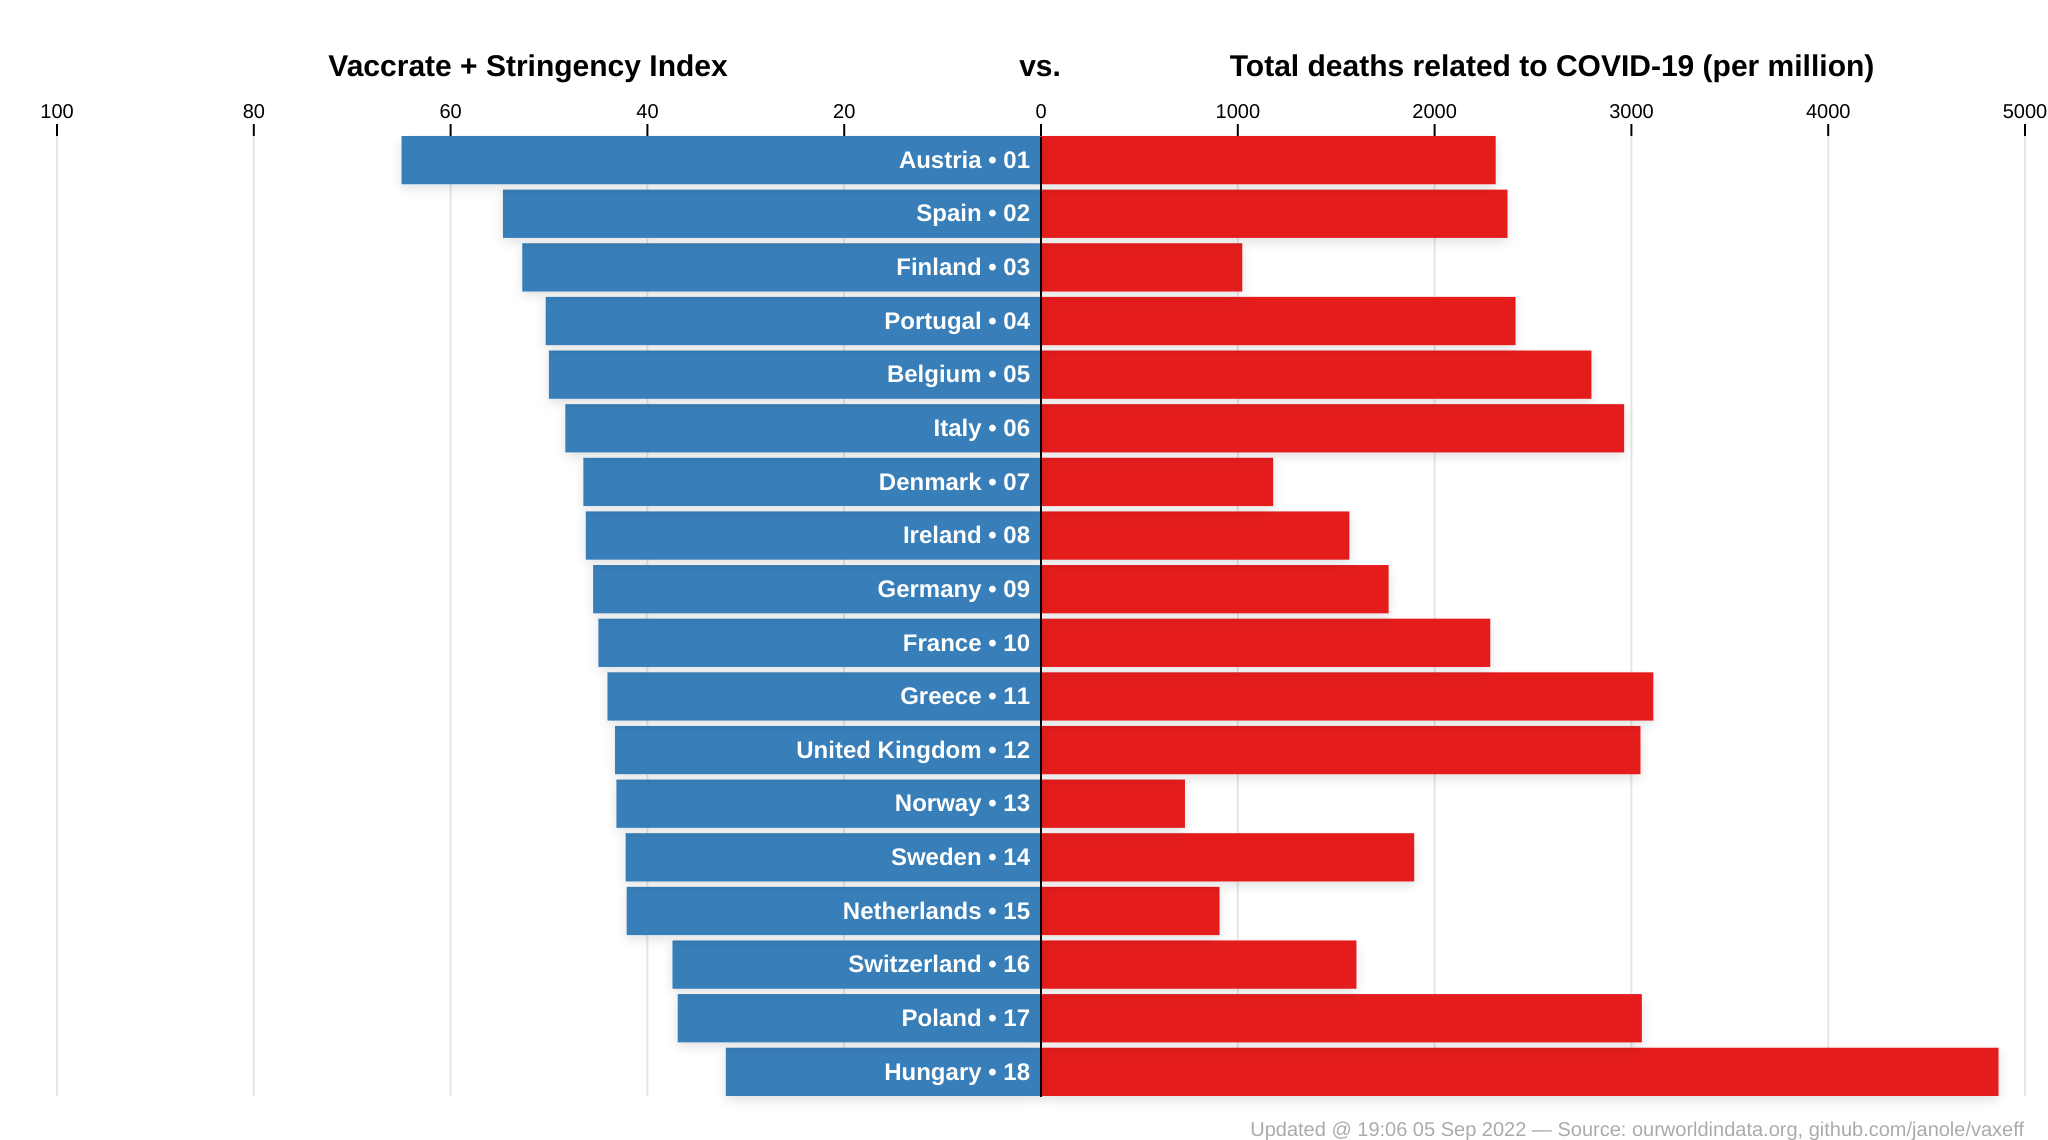 Vaccrate + Stringency Index vs. Total deaths related to COVID-19 (per million)
100 80 60 40 20 0 1000 2000 3000 4000 5000
Austria • 01
Spain • 02
Finland • 03
Portugal • 04
Belgium • 05
Italy • 06
Denmark • 07
Ireland • 08
Germany • 09
France • 10
Greece • 11
United Kingdom • 12
Norway • 13
Sweden • 14
Netherlands • 15
Switzerland • 16
Poland • 17
Hungary • 18
Updated @ 19:06 05 Sep 2022 — Source: ourworldindata.org, github.com/janole/vaxeff